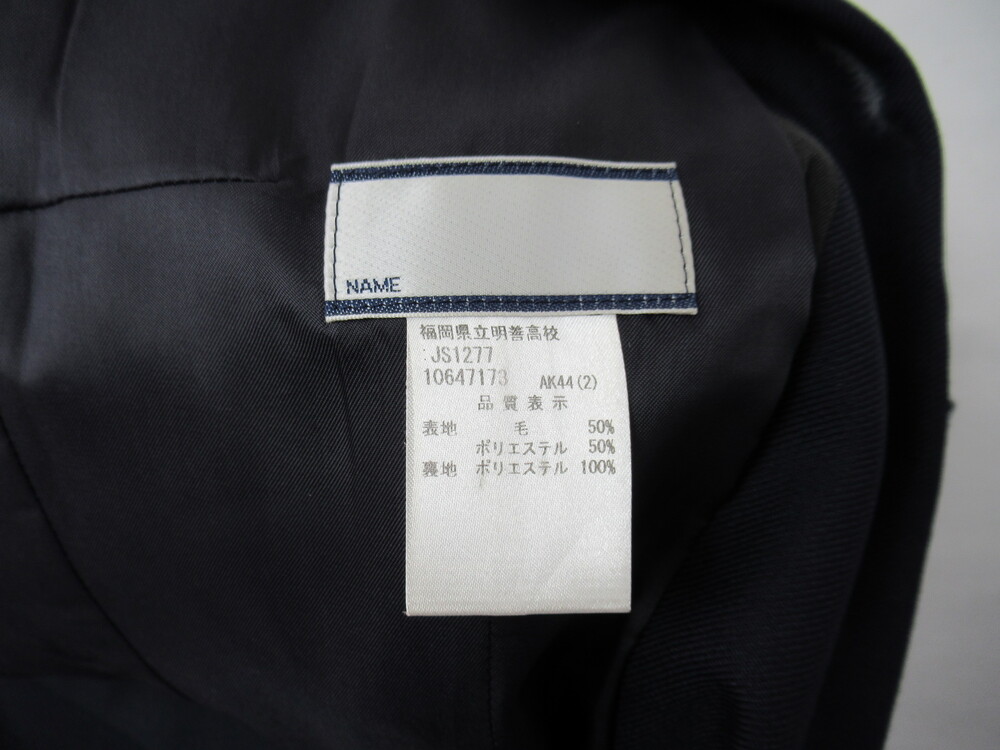 NAME
福岡県立明善高校
:JS1277
10647173 AK44(2)
品質表示
表地 毛 50%
ポリエステル 50%
裏地 ポリエステル 100%